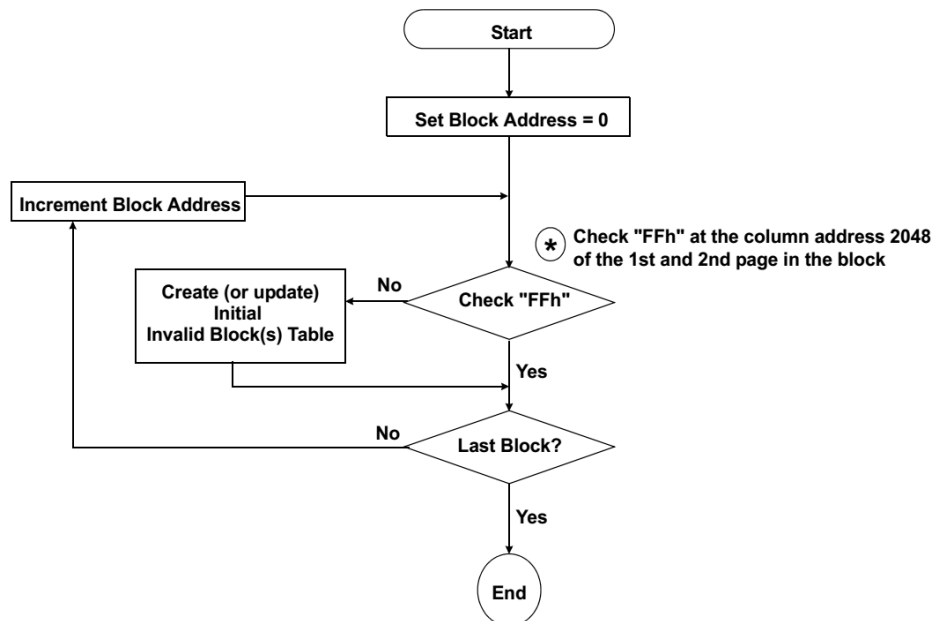 Start
Set Block Address = 0
Increment Block Address
* Check "FFh" at the column address 2048
of the 1st and 2nd page in the block
No
Check "FFh"
Create (or update)
Initial
Invalid Block(s) Table
Yes
No
Last Block?
Yes
End